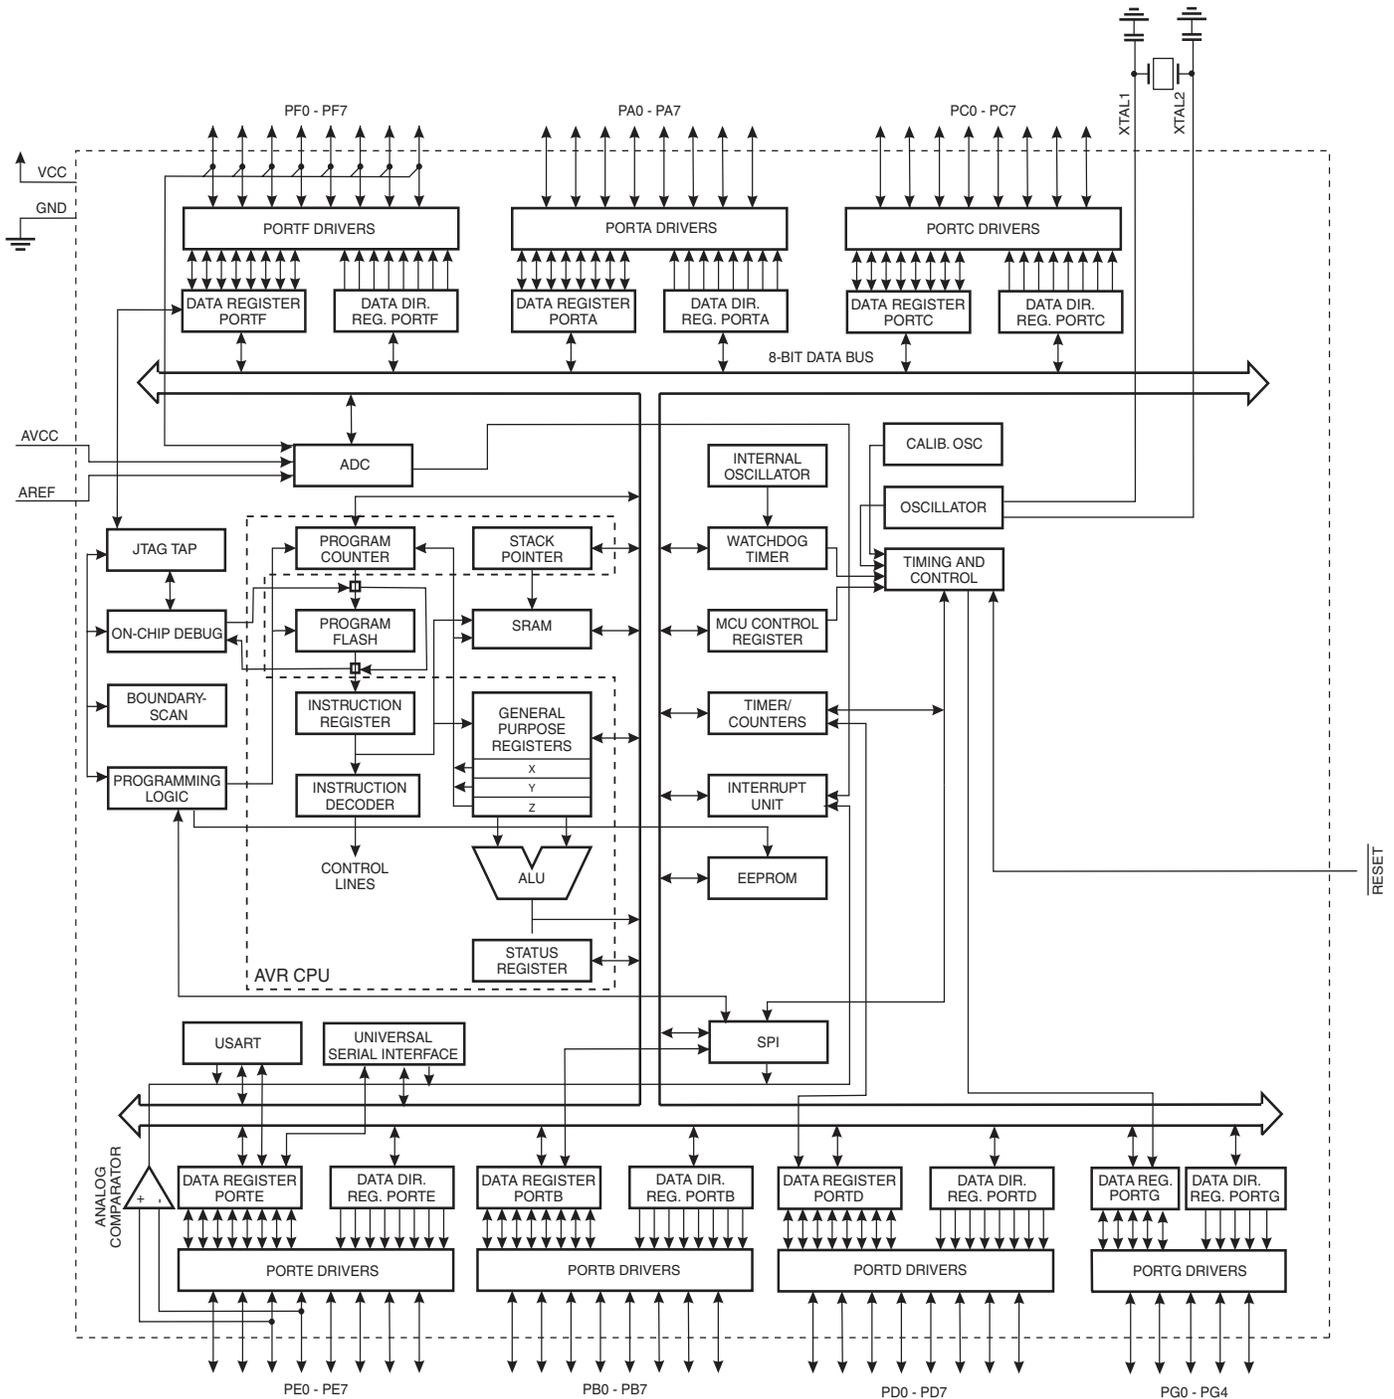 XTAL1
XTAL2
PF0 - PF7
PA0 - PA7
PC0 - PC7
VCC
GND
PORTF DRIVERS
PORTA DRIVERS
PORTC DRIVERS
DATA REGISTER
PORTF
DATA DIR.
REG. PORTF
DATA REGISTER
PORTA
DATA DIR.
REG. PORTA
DATA REGISTER
PORTC
DATA DIR.
REG. PORTC
8-BIT DATA BUS
AVCC
AREF
ADC
INTERNAL
OSCILLATOR
CALIB. OSC
OSCILLATOR
JTAG TAP
PROGRAM
COUNTER
STACK
POINTER
WATCHDOG
TIMER
TIMING AND
CONTROL
ON-CHIP DEBUG
PROGRAM
FLASH
SRAM
MCU CONTROL
REGISTER
BOUNDARY-
SCAN
INSTRUCTION
REGISTER
GENERAL
PURPOSE
REGISTERS
X
Y
Z
TIMER/
COUNTERS
PROGRAMMING
LOGIC
INSTRUCTION
DECODER
INTERRUPT
UNIT
CONTROL
LINES
ALU
EEPROM
RESET
STATUS
REGISTER
AVR CPU
USART
UNIVERSAL
SERIAL INTERFACE
SPI
ANALOG
COMPARATOR
+
-
DATA REGISTER
PORTE
DATA DIR.
REG. PORTE
DATA REGISTER
PORTB
DATA DIR.
REG. PORTB
DATA REGISTER
PORTD
DATA DIR.
REG. PORTD
DATA REG.
PORTG
DATA DIR.
REG. PORTG
PORTE DRIVERS
PORTB DRIVERS
PORTD DRIVERS
PORTG DRIVERS
PE0 - PE7
PB0 - PB7
PD0 - PD7
PG0 - PG4